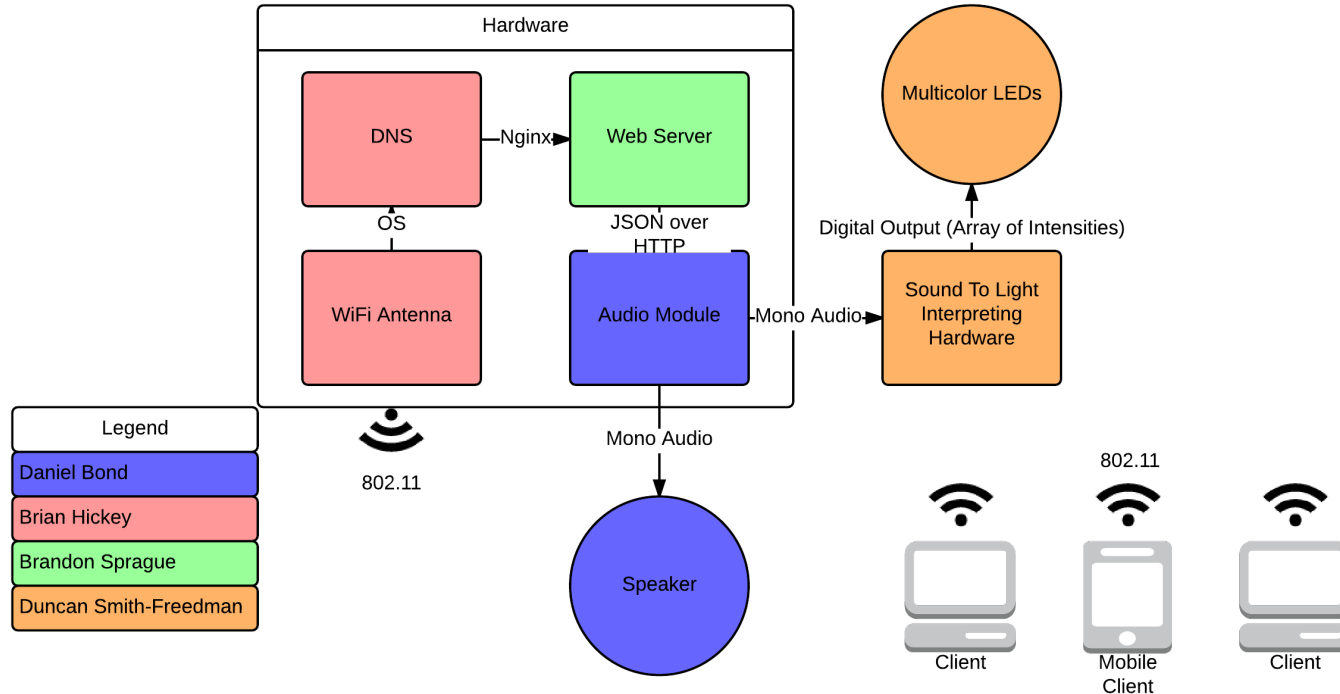 Hardware
DNS
Nginx
Web Server
Multicolor LEDs
OS
JSON over
HTTP
Digital Output (Array of Intensities)
WiFi Antenna
Audio Module
Mono Audio
Sound To Light
Interpreting
Hardware
Legend
Daniel Bond
Brian Hickey
Brandon Sprague
Duncan Smith-Freedman
802.11
Mono Audio
Speaker
802.11
Client
Mobile
Client
Client